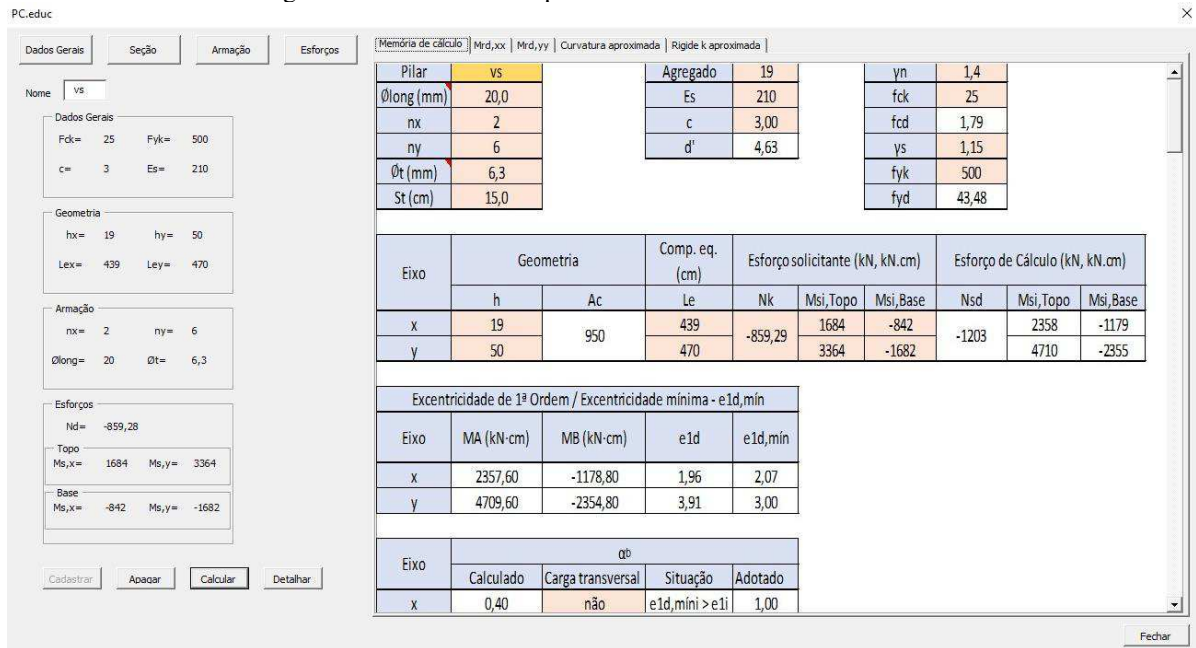 PC.educ
Dados Gerais Seção Armação Esforços
Nome vs
Dados Gerais
Fck= 25 Fyk= 500
c= 3 Es= 210
Geometria
hx= 19 hy= 50
Lex= 439 Ley= 470
Armação
nx= 2 ny= 6
Ølong= 20 Øt= 6,3
Esforços
Nd= -859,28
Topo
Ms,x= 1684 Ms,y= 3364
Base
Ms,x= -842 Ms,y= -1682
Cadastrar Apagar Calcular Detalhar
Memória de cálculo Mrd,xx Mrd,yy Curvatura aproximada Rigide k aproximada
Pilar vs Agregado 19 γn 1,4
Ølong (mm) 20,0 Es 210 fck 25
nx 2 c 3,00 fcd 1,79
ny 6 d' 4,63 γs 1,15
Øt (mm) 6,3 fyk 500
St (cm) 15,0 fyd 43,48
Eixo Geometria Comp. eq. (cm) Esforço solicitante (kN, kN.cm) Esforço de Cálculo (kN, kN.cm)
h Ac Le Nk Msi,Topo Msi,Base Nsd Msi,Topo Msi,Base
x 19 950 439 -859,29 1684 -842 -1203 2358 -1179
y 50 470 3364 -1682 4710 -2355
Excentricidade de 1ª Ordem / Excentricidade mínima - e1d,mín
Eixo MA (kN·cm) MB (kN·cm) e1d e1d,mín
x 2357,60 -1178,80 1,96 2,07
y 4709,60 -2354,80 3,91 3,00
Eixo αb
Calculado Carga transversal Situação Adotado
x 0,40 não e1d,míni > e1i 1,00
Fechar